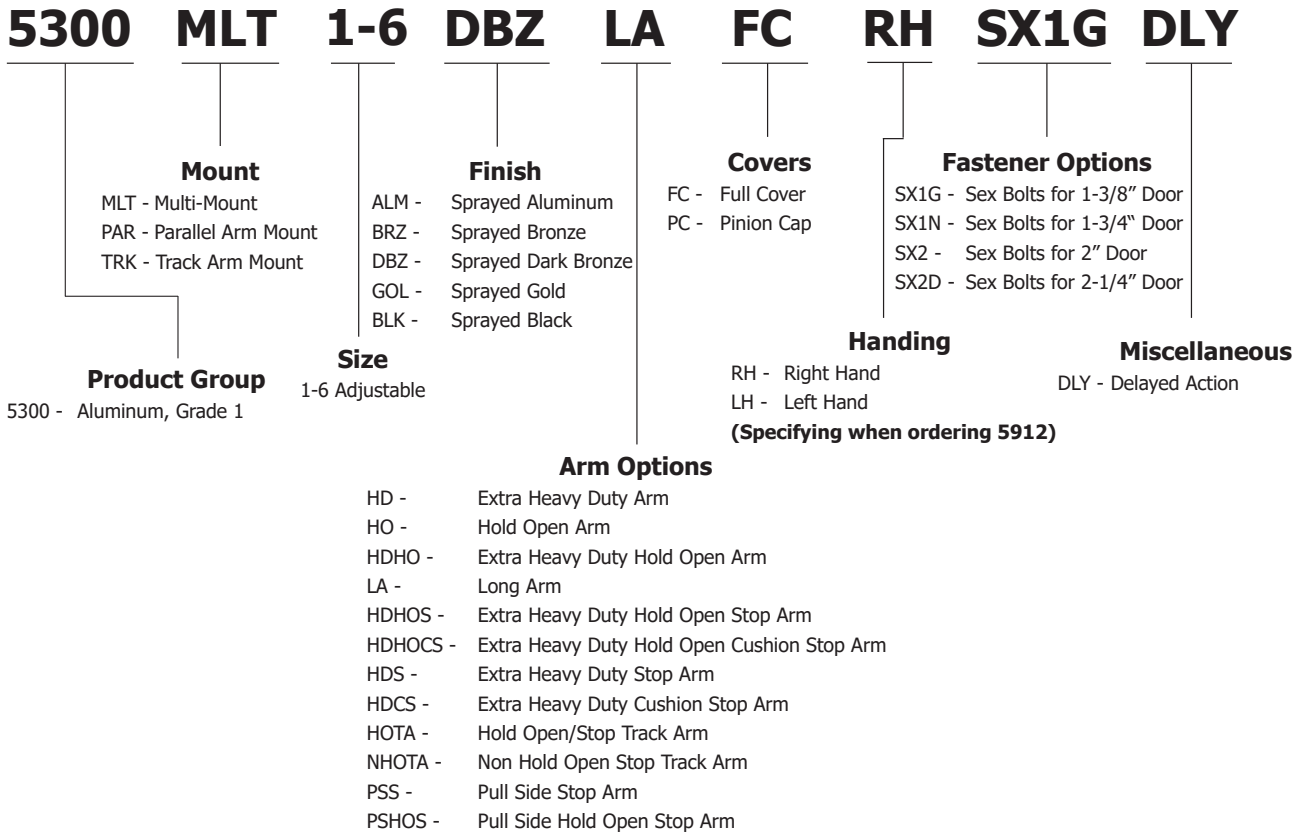 5300 MLT 1-6 DBZ LA FC RH SX1G DLY
Mount
MLT - Multi-Mount
PAR - Parallel Arm Mount
TRK - Track Arm Mount
Finish
ALM - Sprayed Aluminum
BRZ - Sprayed Bronze
DBZ - Sprayed Dark Bronze
GOL - Sprayed Gold
BLK - Sprayed Black
Covers
FC - Full Cover
PC - Pinion Cap
Fastener Options
SX1G - Sex Bolts for 1-3/8” Door
SX1N - Sex Bolts for 1-3/4“ Door
SX2 - Sex Bolts for 2” Door
SX2D - Sex Bolts for 2-1/4” Door
Product Group
5300 - Aluminum, Grade 1
Size
1-6 Adjustable
Handing
RH - Right Hand
LH - Left Hand
(Specifying when ordering 5912)
Miscellaneous
DLY - Delayed Action
Arm Options
HD - Extra Heavy Duty Arm
HO - Hold Open Arm
HDHO - Extra Heavy Duty Hold Open Arm
LA - Long Arm
HDHOS - Extra Heavy Duty Hold Open Stop Arm
HDHOCS - Extra Heavy Duty Hold Open Cushion Stop Arm
HDS - Extra Heavy Duty Stop Arm
HDCS - Extra Heavy Duty Cushion Stop Arm
HOTA - Hold Open/Stop Track Arm
NHOTA - Non Hold Open Stop Track Arm
PSS - Pull Side Stop Arm
PSHOS - Pull Side Hold Open Stop Arm